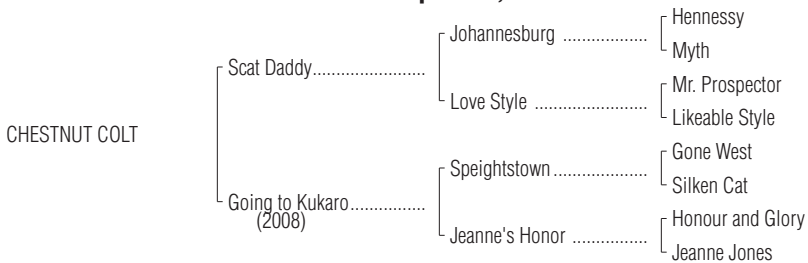 Hennessy
Johannesburg ..................
Myth
Scat Daddy........................
Mr. Prospector
Love Style ........................
Likeable Style
CHESTNUT COLT
Gone West
Speightstown ....................
Silken Cat
Going to Kukaro................
(2008)
Honour and Glory
Jeanne's Honor ................
Jeanne Jones